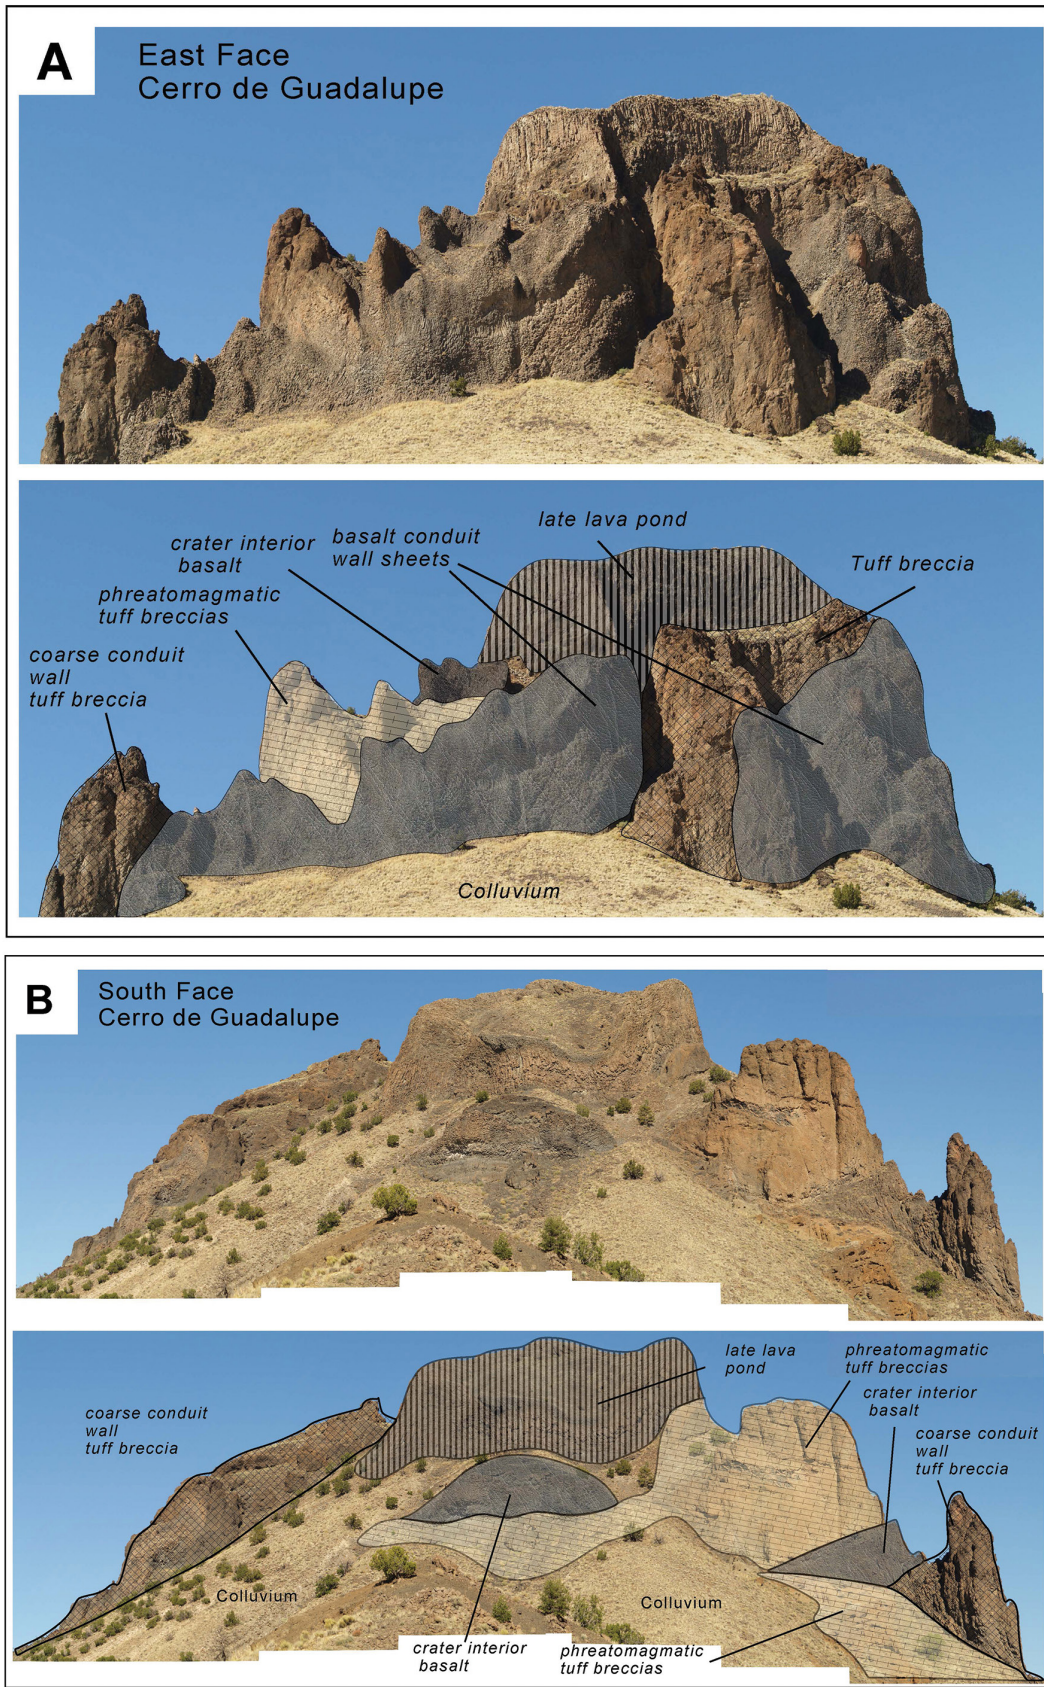 A
East Face
Cerro de Guadalupe
late lava pond
crater interior
basalt
basalt conduit
wall sheets
Tuff breccia
phreatomagmatic
tuff breccias
coarse conduit
wall
tuff breccia
Colluvium
B
South Face
Cerro de Guadalupe
late lava
pond
phreatomagmatic
tuff breccias
crater interior
basalt
coarse conduit
wall
tuff breccia
coarse conduit
wall
tuff breccia
Colluvium
Colluvium
crater interior
basalt
phreatomagmatic
tuff breccias